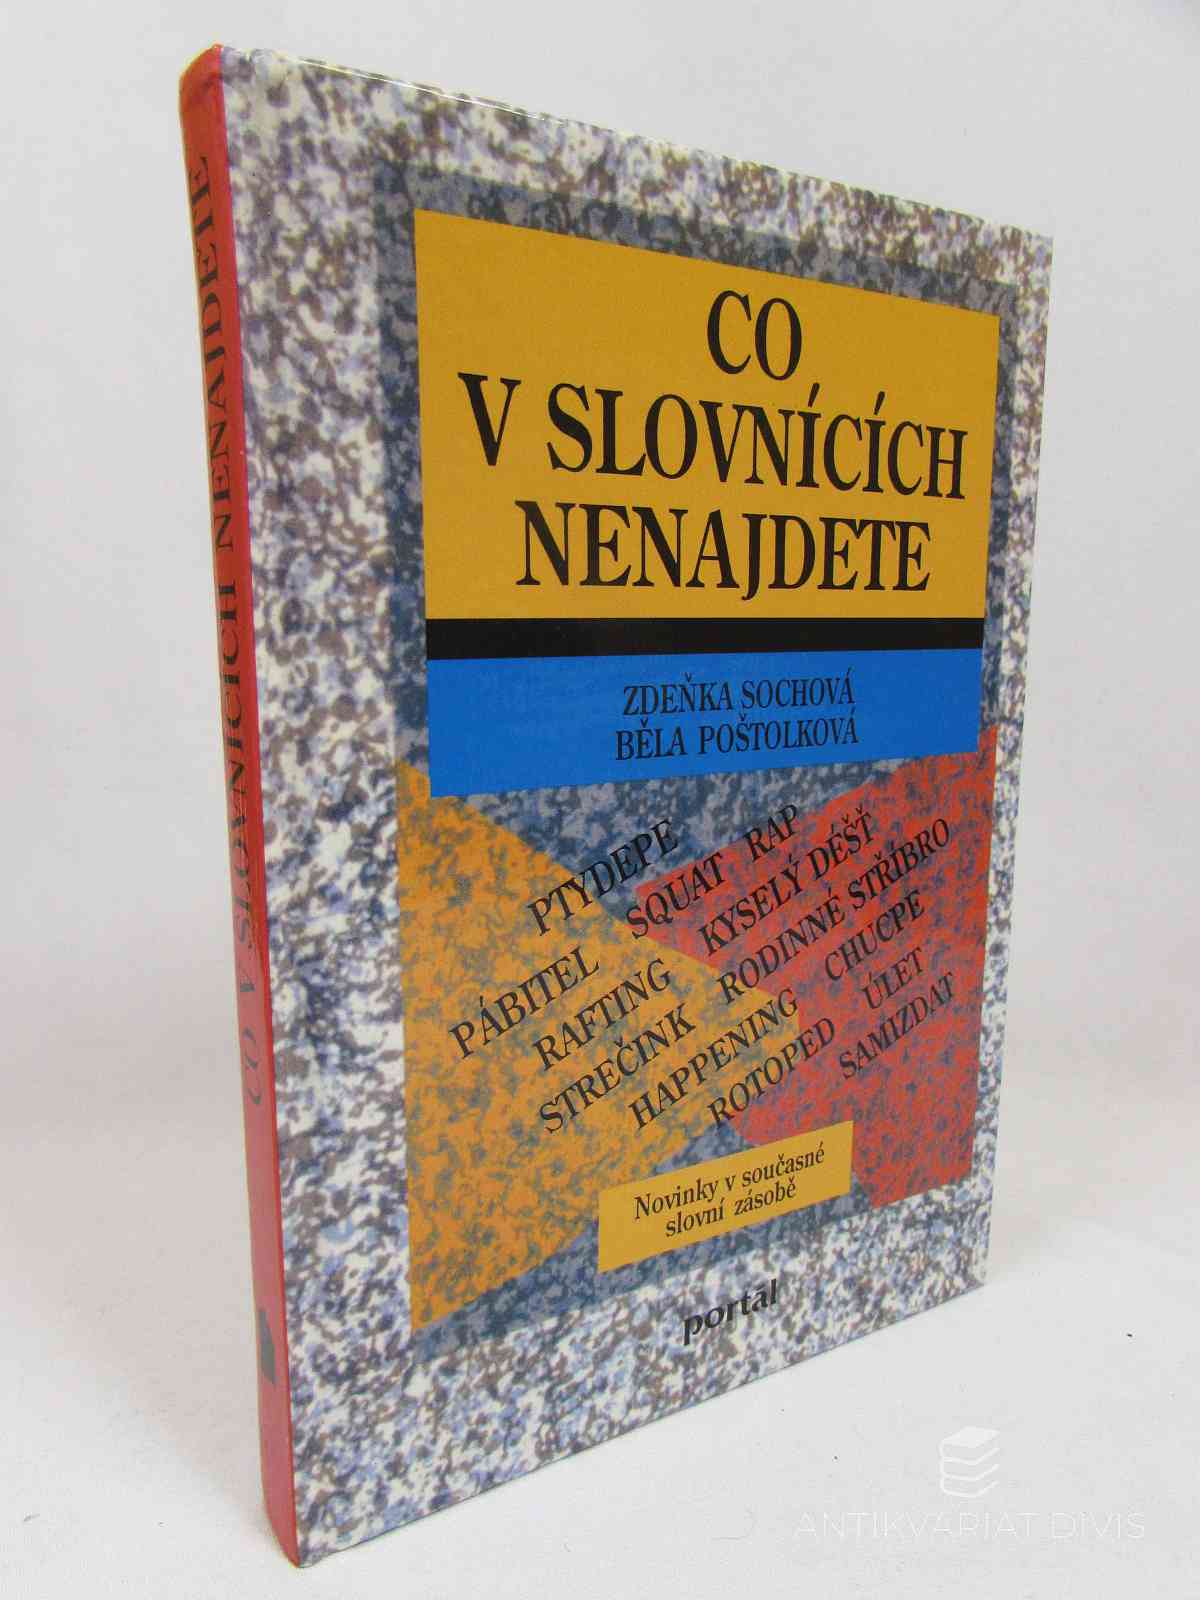 CO V SLOVNÍCÍCH NENAJDETE
CO
V SLOVNÍCÍCH
NENAJDETE
ZDEŇKA SOCHOVÁ
BĚLA POŠTOLKOVÁ
PTYDEPE
SQUAT RAP
PÁBITEL
KYSELÝ DÉŠŤ
RAFTING
RODINNÉ STŘÍBRO
STREČINK
CHUCPE
HAPPENING
ÚLET
ROTOPED
SAMIZDAT
Novinky v současné
slovní zásobě
portál
ANTIKVARIAT DIVIS